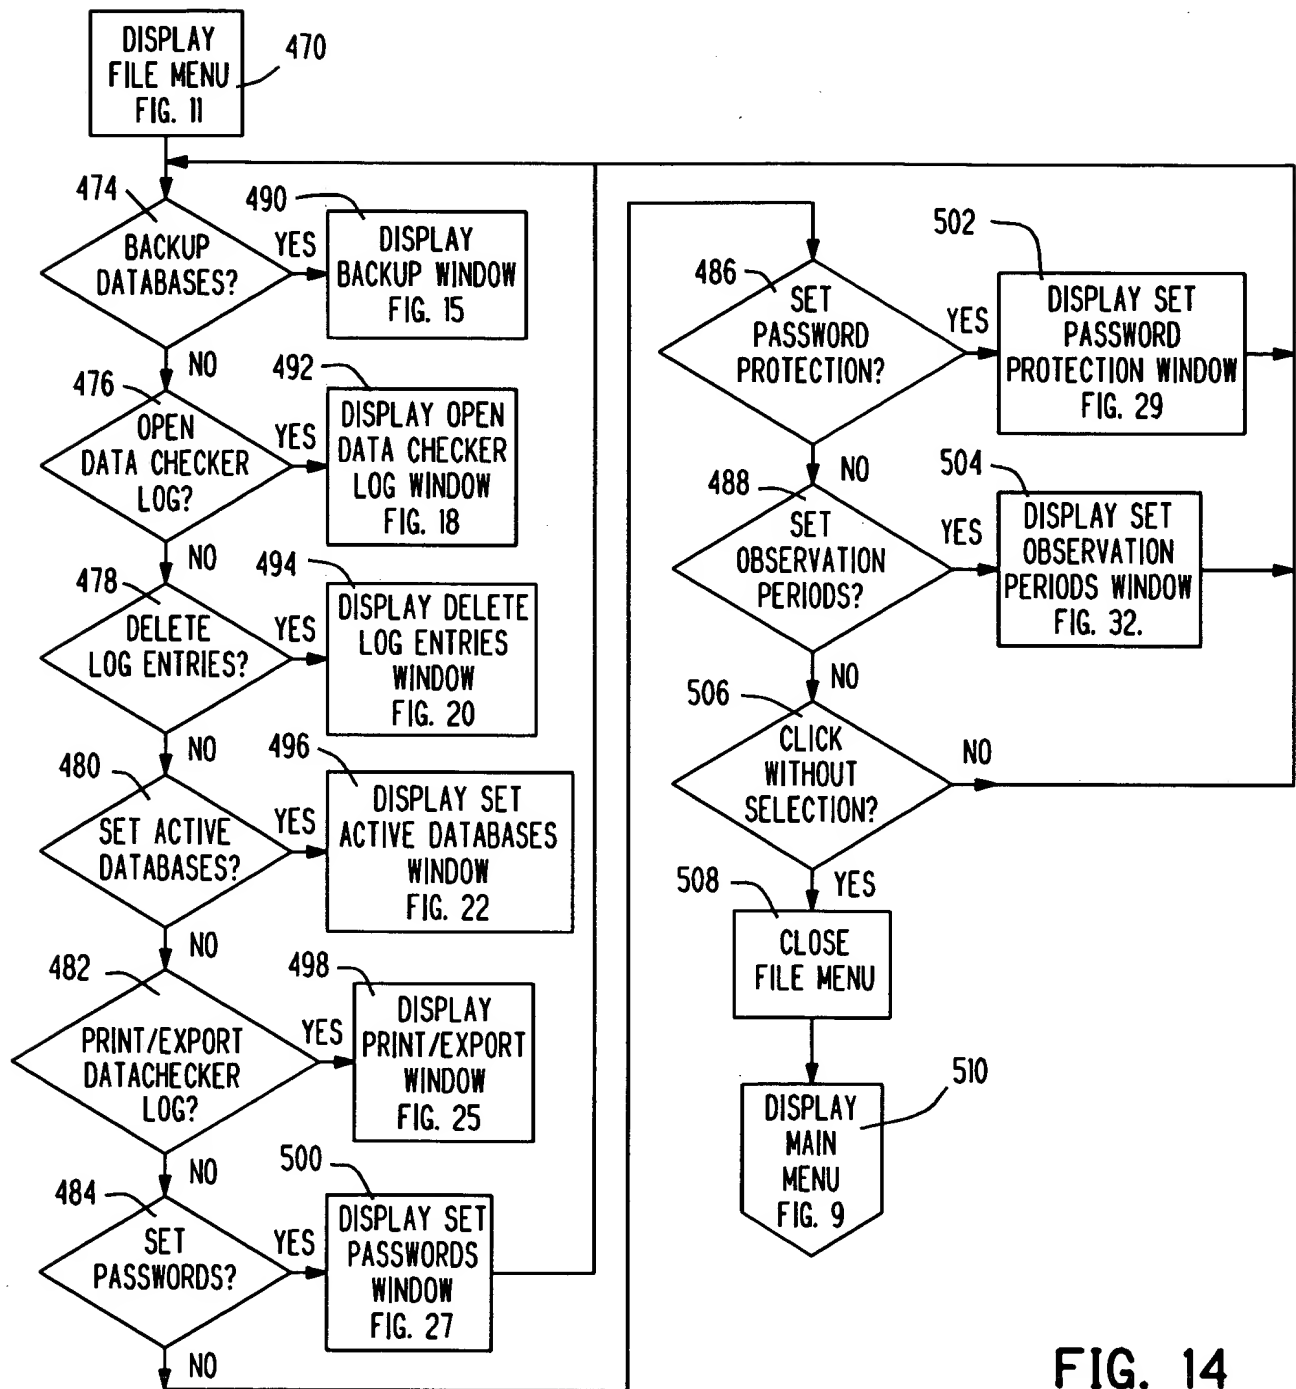 DISPLAY
FILE MENU
FIG. 11
470
474
BACKUP
DATABASES?
YES
490
DISPLAY
BACKUP WINDOW
FIG. 15
NO
476
OPEN
DATA CHECKER
LOG?
YES
492
DISPLAY OPEN
DATA CHECKER
LOG WINDOW
FIG. 18
NO
478
DELETE
LOG ENTRIES?
YES
494
DISPLAY DELETE
LOG ENTRIES
WINDOW
FIG. 20
NO
480
SET ACTIVE
DATABASES?
YES
496
DISPLAY SET
ACTIVE DATABASES
WINDOW
FIG. 22
NO
482
PRINT/EXPORT
DATACHECKER
LOG?
YES
498
DISPLAY
PRINT/EXPORT
WINDOW
FIG. 25
NO
484
SET
PASSWORDS?
YES
500
DISPLAY SET
PASSWORDS
WINDOW
FIG. 27
NO
486
SET
PASSWORD
PROTECTION?
YES
502
DISPLAY SET
PASSWORD
PROTECTION WINDOW
FIG. 29
NO
488
SET
OBSERVATION
PERIODS?
YES
504
DISPLAY SET
OBSERVATION
PERIODS WINDOW
FIG. 32.
NO
506
CLICK
WITHOUT
SELECTION?
NO
YES
508
CLOSE
FILE MENU
510
DISPLAY
MAIN
MENU
FIG. 9
FIG. 14